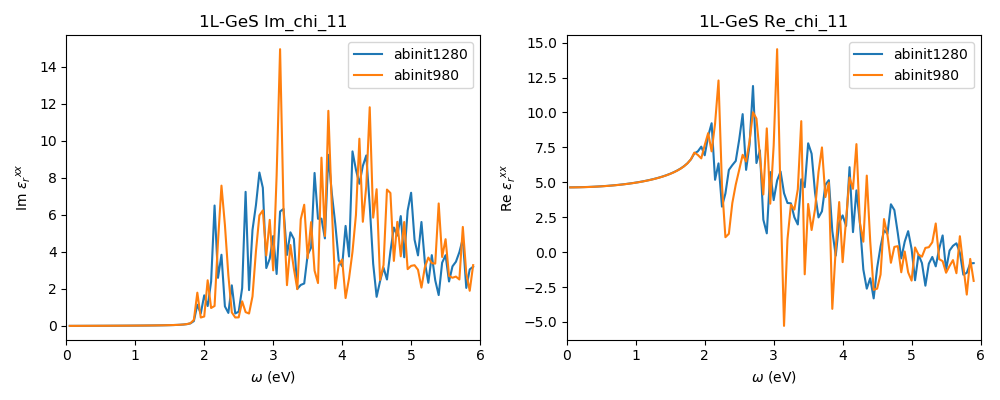 1L-GeS Im_chi_11
Im εᵣˣˣ
14
12
10
8
6
4
2
0
abinit1280
abinit980
0 1 2 3 4 5 6
ω (eV)
1L-GeS Re_chi_11
Re εᵣˣˣ
15.0
12.5
10.0
7.5
5.0
2.5
0.0
−2.5
−5.0
abinit1280
abinit980
0 1 2 3 4 5 6
ω (eV)